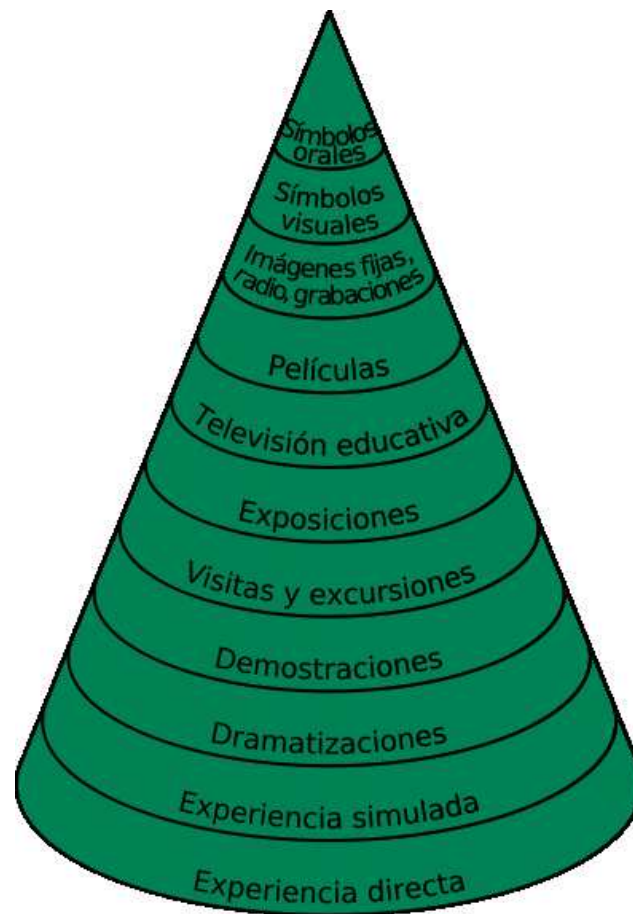 Símbolos
orales
Símbolos
visuales
Imágenes fijas,
radio, grabaciones
Películas
Televisión educativa
Exposiciones
Visitas y excursiones
Demostraciones
Dramatizaciones
Experiencia simulada
Experiencia directa